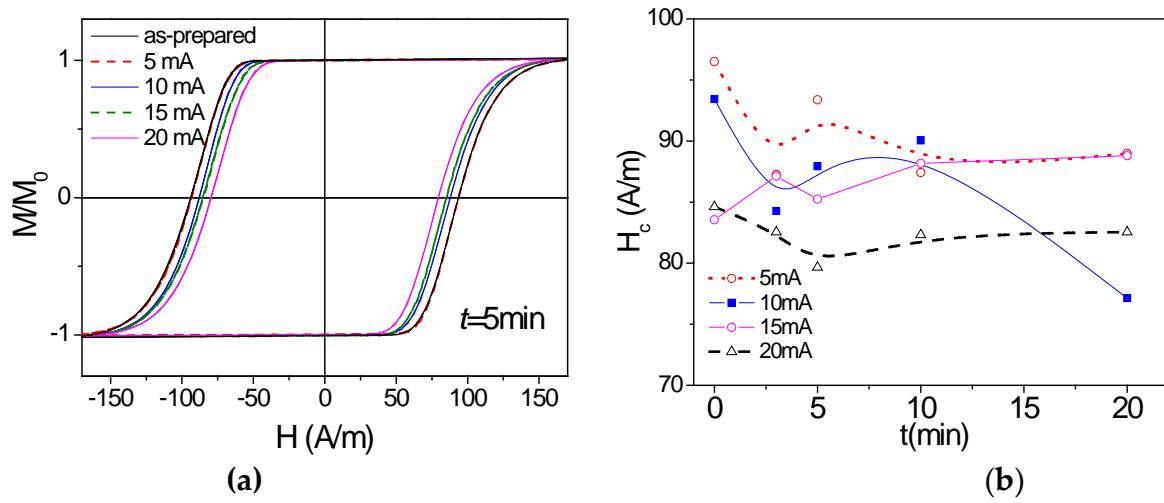 as-prepared
5 mA
10 mA
15 mA
20 mA
M/M0
1
0
-1
t=5min
-150 -100 -50 0 50 100 150
H (A/m)
(a)
Hc (A/m)
100
90
80
70
5mA
10mA
15mA
20mA
0 5 10 15 20
t(min)
(b)